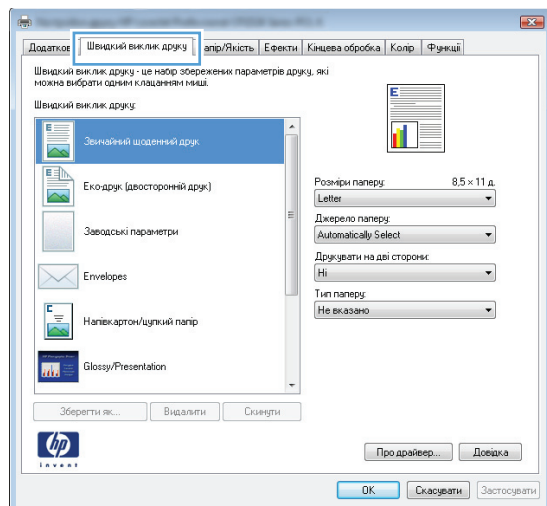 Додатков Швидкий виклик друку апір/Якість Ефекти Кінцева обробка Колір Функції
Швидкий виклик друку - це набір збережених параметрів друку, які
можна вибрати одним клацанням миші.
Швидкий виклик друку:
Звичайний щоденний друк
Еко-друк (двосторонній друк)
Заводські параметри
Envelopes
Напівкартон/цупкий папір
Glossy/Presentation
Зберегти як... Видалити Скинути
E
Розміри паперу: 8,5 × 11 д.
Letter
Джерело паперу:
Automatically Select
Друкувати на дві сторони:
Ні
Тип паперу:
Не вказано
hp
invent
Про драйвер... Довідка
OK Скасувати Застосувати